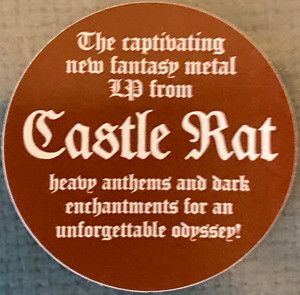 The captivating
new fantasy metal
LP from
Castle Rat
heavy anthems and dark
enchantments for an
unforgettable odyssey!